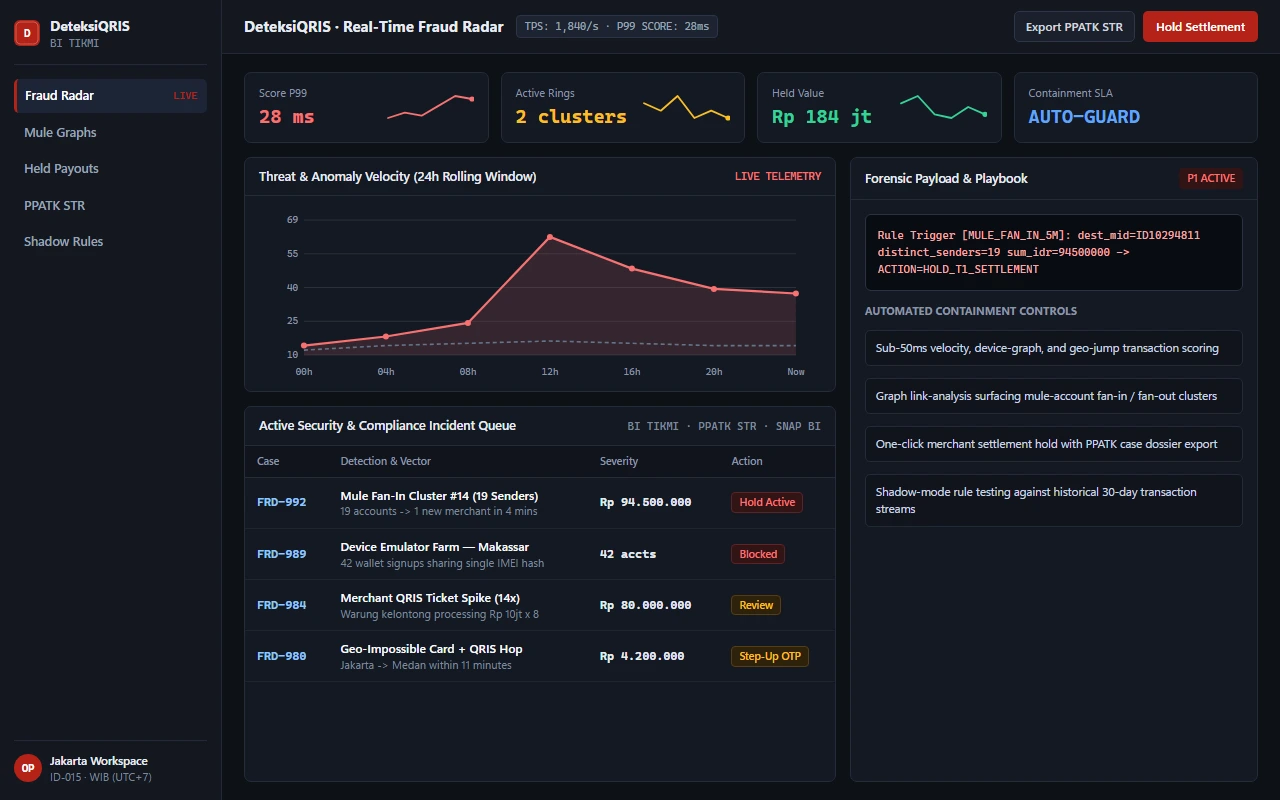 D
DeteksiQRIS
BI TIKMI
Fraud Radar LIVE
Mule Graphs
Held Payouts
PPATK STR
Shadow Rules
OP
Jakarta Workspace
ID-015 · WIB (UTC+7)
DeteksiQRIS · Real-Time Fraud Radar
TPS: 1,840/s · P99 SCORE: 28ms
Export PPATK STR
Hold Settlement
Score P99
28 ms
Active Rings
2 clusters
Held Value
Rp 184 jt
Containment SLA
AUTO-GUARD
Threat & Anomaly Velocity (24h Rolling Window)
LIVE TELEMETRY
69
55
40
25
10
00h 04h 08h 12h 16h 20h Now
Active Security & Compliance Incident Queue
BI TIKMI · PPATK STR · SNAP BI
Case Detection & Vector Severity Action
FRD-992 Mule Fan-In Cluster #14 (19 Senders) Rp 94.500.000 Hold Active
19 accounts -> 1 new merchant in 4 mins
FRD-989 Device Emulator Farm — Makassar 42 accts Blocked
42 wallet signups sharing single IMEI hash
FRD-984 Merchant QRIS Ticket Spike (14x) Rp 80.000.000 Review
Warung kelontong processing Rp 10jt x 8
FRD-980 Geo-Impossible Card + QRIS Hop Rp 4.200.000 Step-Up OTP
Jakarta -> Medan within 11 minutes
Forensic Payload & Playbook
P1 ACTIVE
Rule Trigger [MULE_FAN_IN_5M]: dest_mid=ID10294811
distinct_senders=19 sum_idr=94500000 ->
ACTION=HOLD_T1_SETTLEMENT
AUTOMATED CONTAINMENT CONTROLS
Sub-50ms velocity, device-graph, and geo-jump transaction scoring
Graph link-analysis surfacing mule-account fan-in / fan-out clusters
One-click merchant settlement hold with PPATK case dossier export
Shadow-mode rule testing against historical 30-day transaction
streams